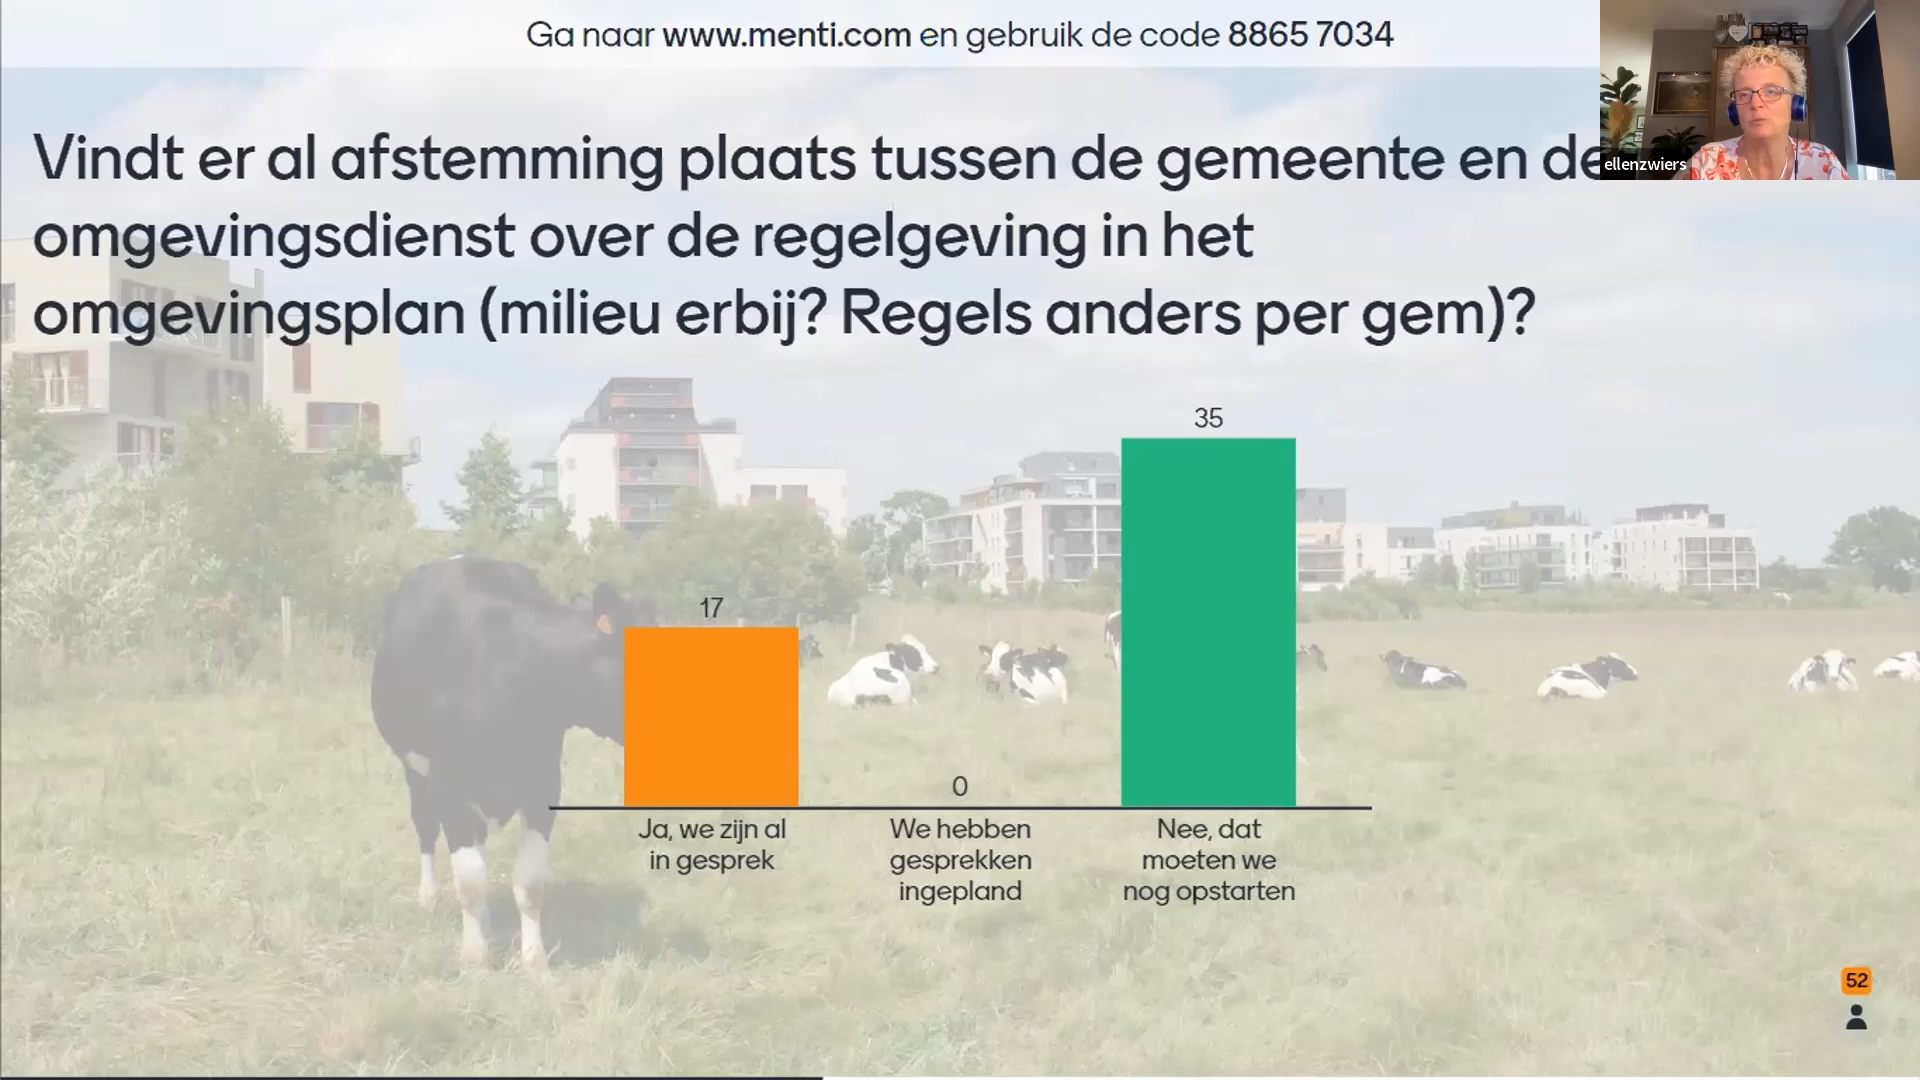 Ga naar www.menti.com en gebruik de code 8865 7034
Vindt er al afstemming plaats tussen de gemeente en de
omgevingsdienst over de regelgeving in het
omgevingsplan (milieu erbij? Regels anders per gem)?
ellenzwiers
35
17
0
Ja, we zijn al
in gesprek
We hebben
gesprekken
ingepland
Nee, dat
moeten we
nog opstarten
52